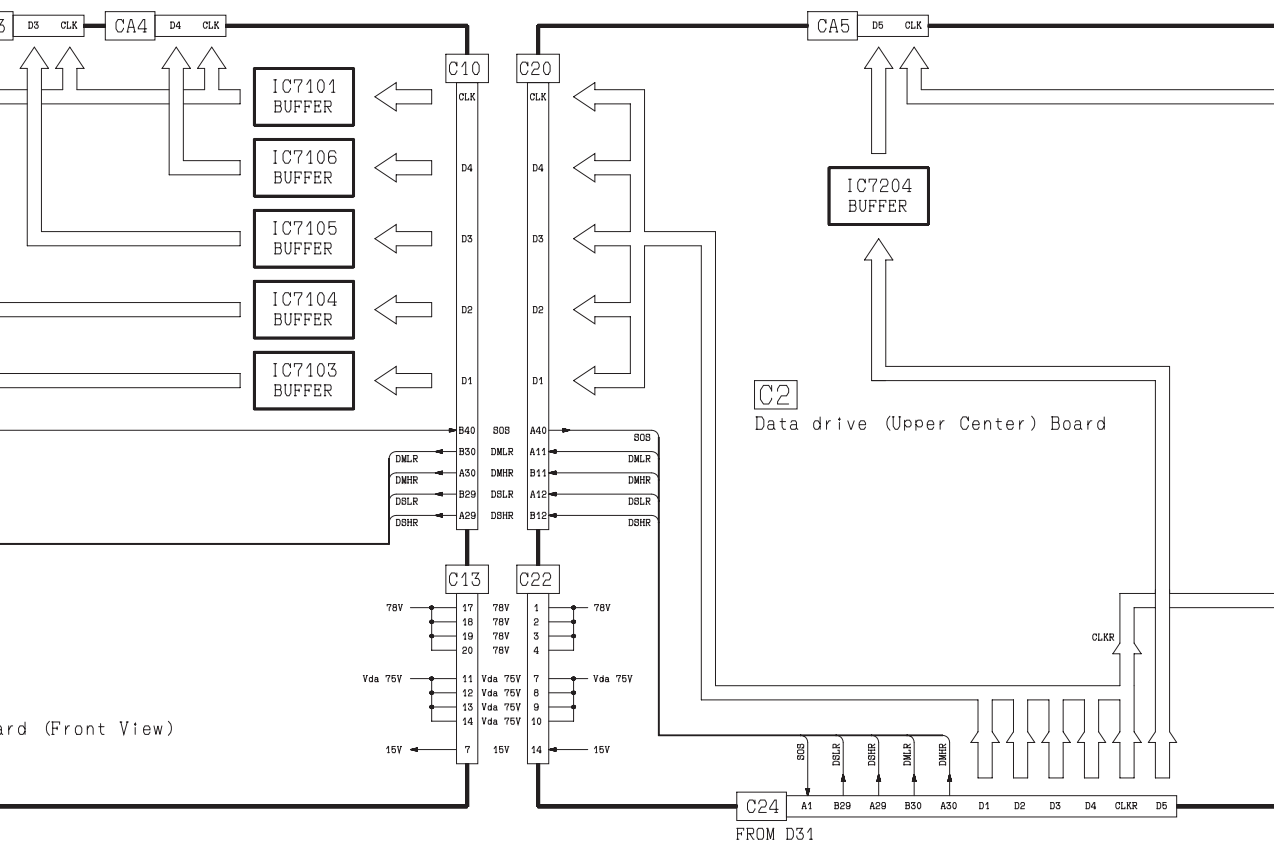 3 D3 CLK CA4 D4 CLK
CA5 D5 CLK
C10 C20
IC7101
BUFFER
CLK CLK
IC7106
BUFFER
D4 D4
IC7204
BUFFER
IC7105
BUFFER
D3 D3
IC7104
BUFFER
D2 D2
IC7103
BUFFER
D1 D1
C2
Data drive (Upper Center) Board
B40 SOS A40 SOS
DMLR B30 DMLR A11 DMLR
DMHR A30 DMHR B11 DMHR
DSLR B29 DSLR A12 DSLR
DSHR A29 DSHR B12 DSHR
C13 C22
78V 17 78V 1 78V
18 78V 2
19 78V 3
20 78V 4
CLKR
Vda 75V 11 Vda 75V 7 Vda 75V
12 Vda 75V 8
13 Vda 75V 9
14 Vda 75V 10
ard (Front View)
15V 7 15V 14 15V
SOS DSLR DSHR DMLR DMHR
C24 A1 B29 A29 B30 A30 D1 D2 D3 D4 CLKR D5
FROM D31